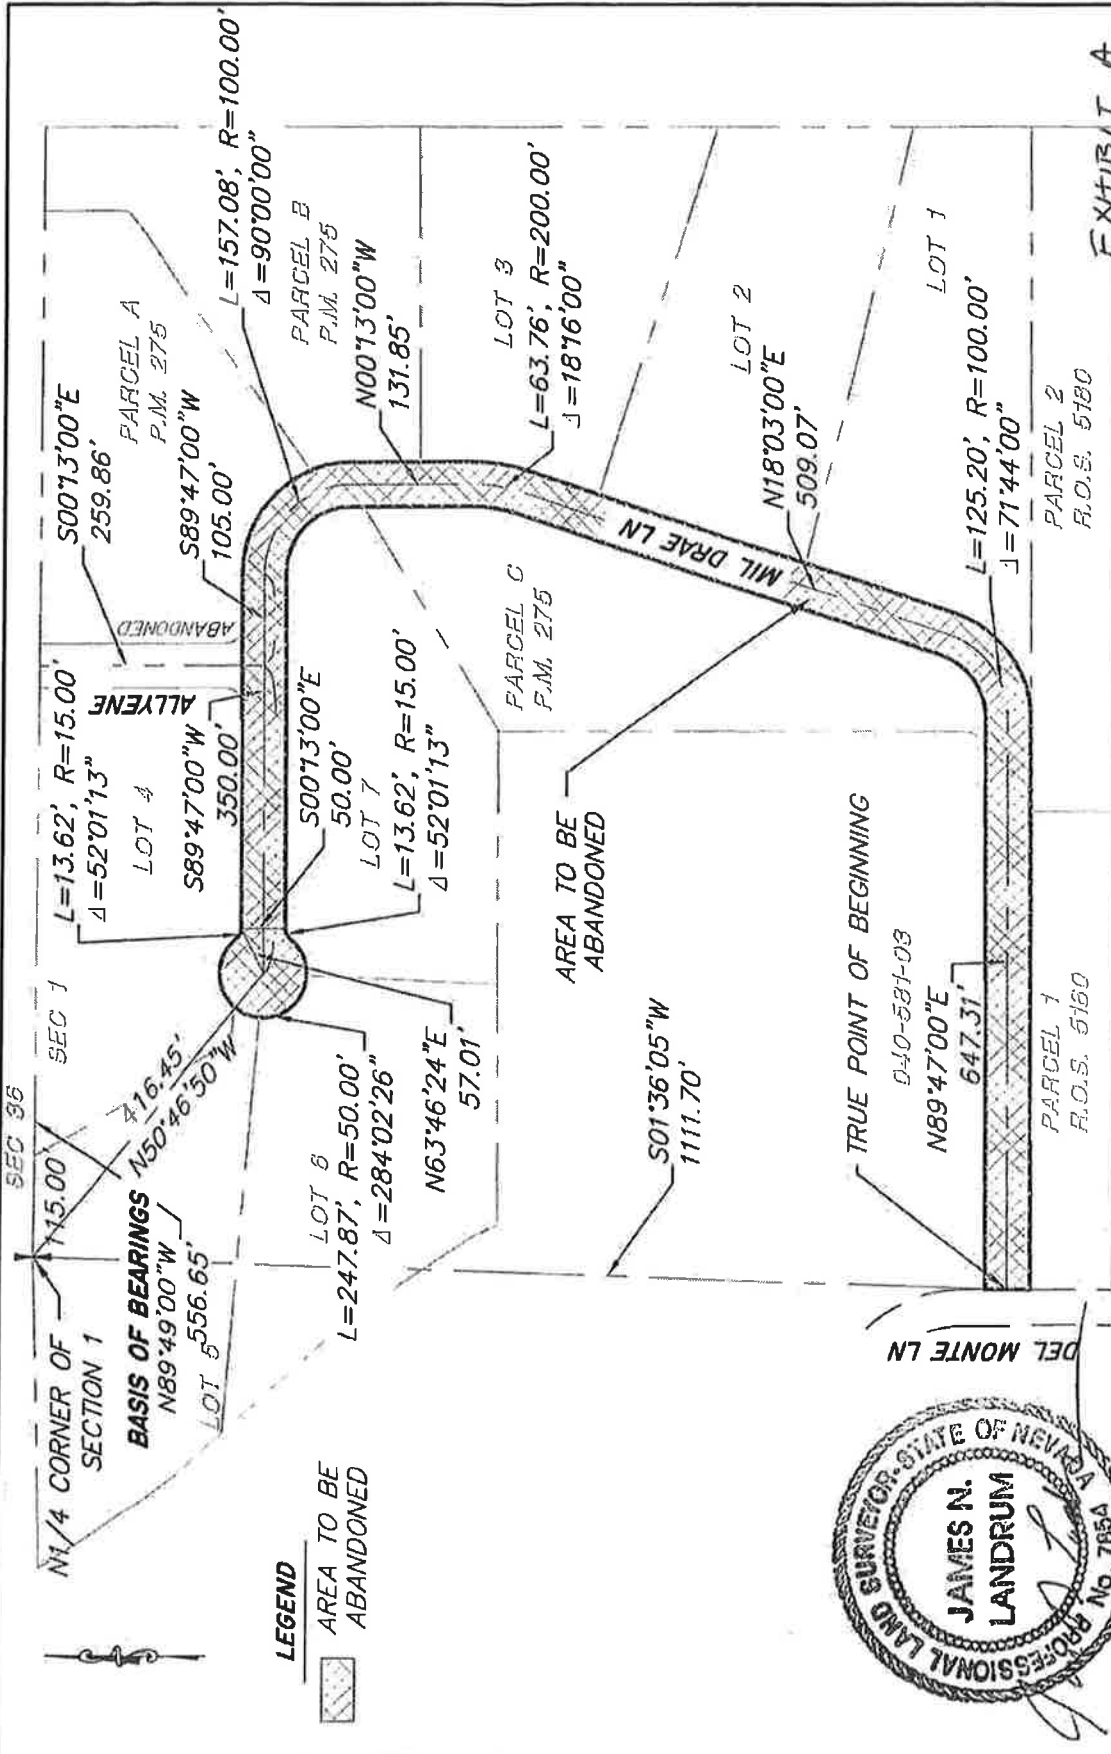 SEC 36
SEC 1
N1/4 CORNER OF
SECTION 1
115.00'
416.45'
N50°46'50"W
BASIS OF BEARINGS
N89°49'00"W
556.65'
LOT 5
LOT 4
L=13.62', R=15.00'
Δ=52°01'13"
S89°47'00"W
350.00'
ALLYENE
ABANDONED
S00°13'00"E
259.86'
PARCEL A
P.M. 275
S89°47'00"W
105.00'
L=157.08', R=100.00'
Δ=90°00'00"
PARCEL B
P.M. 275
N00°13'00"W
131.85'
LOT 3
L=63.76', R=200.00'
Δ=18°16'00"
LOT 2
N18°03'00"E
509.07'
LOT 1
L=125.20', R=100.00'
Δ=71°44'00"
PARCEL 2
R.O.S. 5180
EXHIBIT A
MIL DRAE LN
PARCEL C
P.M. 275
S00°13'00"E
50.00'
LOT 7
L=13.62', R=15.00'
Δ=52°01'13"
N63°46'24"E
57.01'
LOT 6
L=247.87', R=50.00'
Δ=284°02'26"
AREA TO BE
ABANDONED
S01°36'05"W
1111.70'
TRUE POINT OF BEGINNING
040-581-03
N89°47'00"E
647.31'
PARCEL 1
R.O.S. 5180
DEL MONTE LN
LEGEND
AREA TO BE
ABANDONED
PROFESSIONAL LAND SURVEYOR-STATE OF NEVADA
JAMES N.
LANDRUM
No.